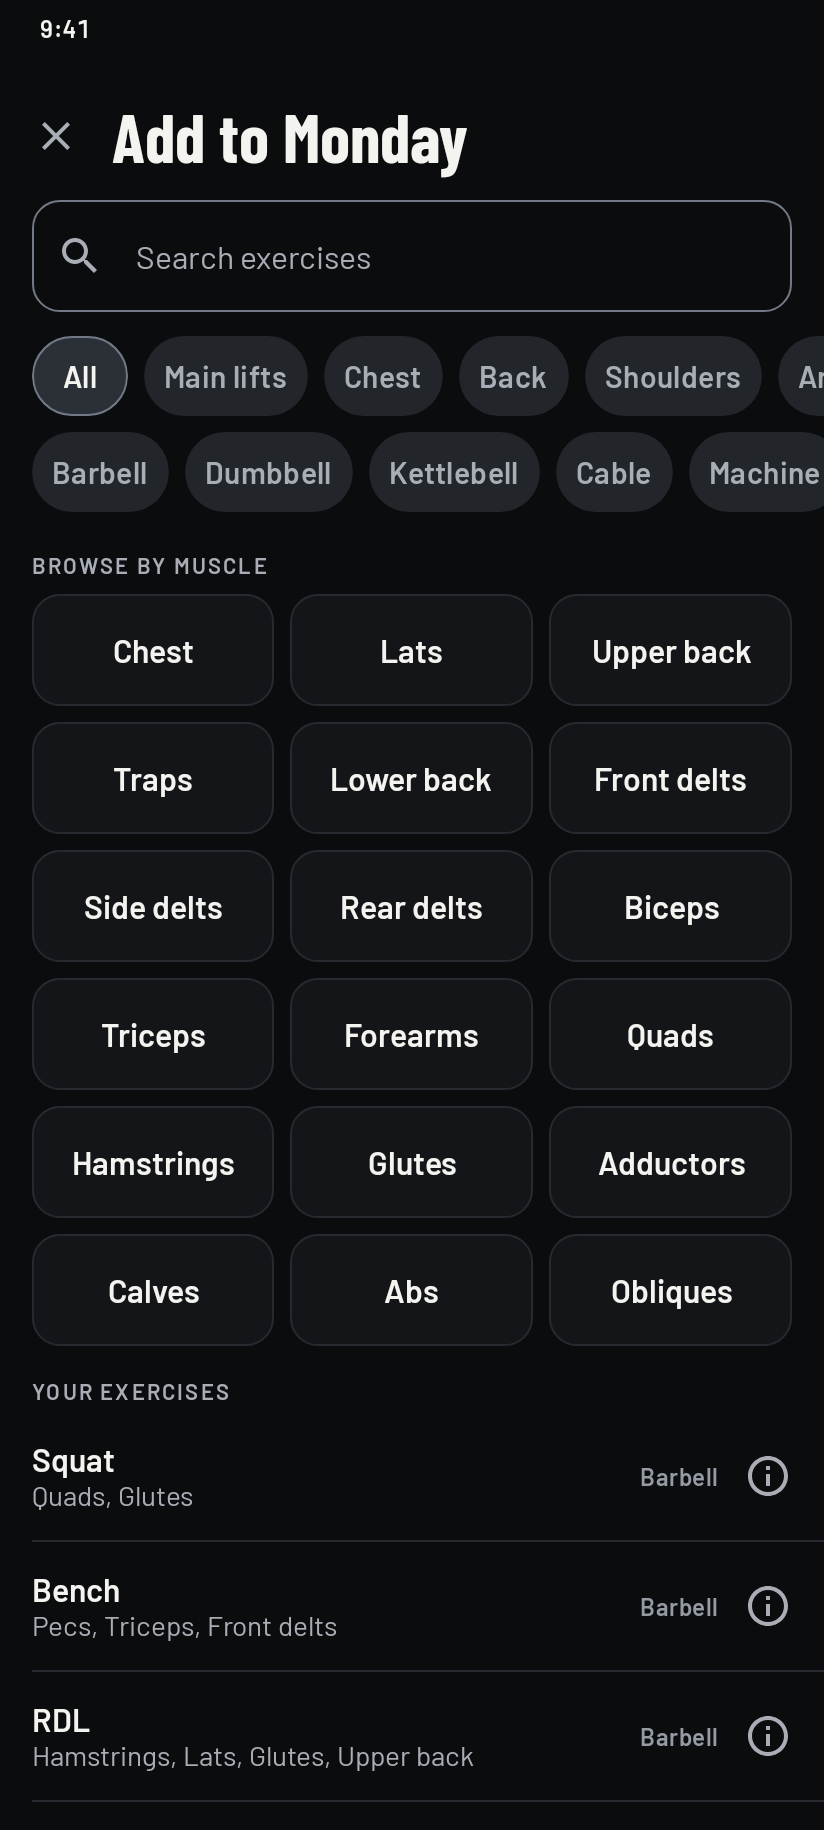 9:41
Add to Monday
Search exercises
All Main lifts Chest Back Shoulders
Barbell Dumbbell Kettlebell Cable Machine
BROWSE BY MUSCLE
Chest Lats Upper back
Traps Lower back Front delts
Side delts Rear delts Biceps
Triceps Forearms Quads
Hamstrings Glutes Adductors
Calves Abs Obliques
YOUR EXERCISES
Squat
Quads, Glutes
Barbell
Bench
Pecs, Triceps, Front delts
Barbell
RDL
Hamstrings, Lats, Glutes, Upper back
Barbell